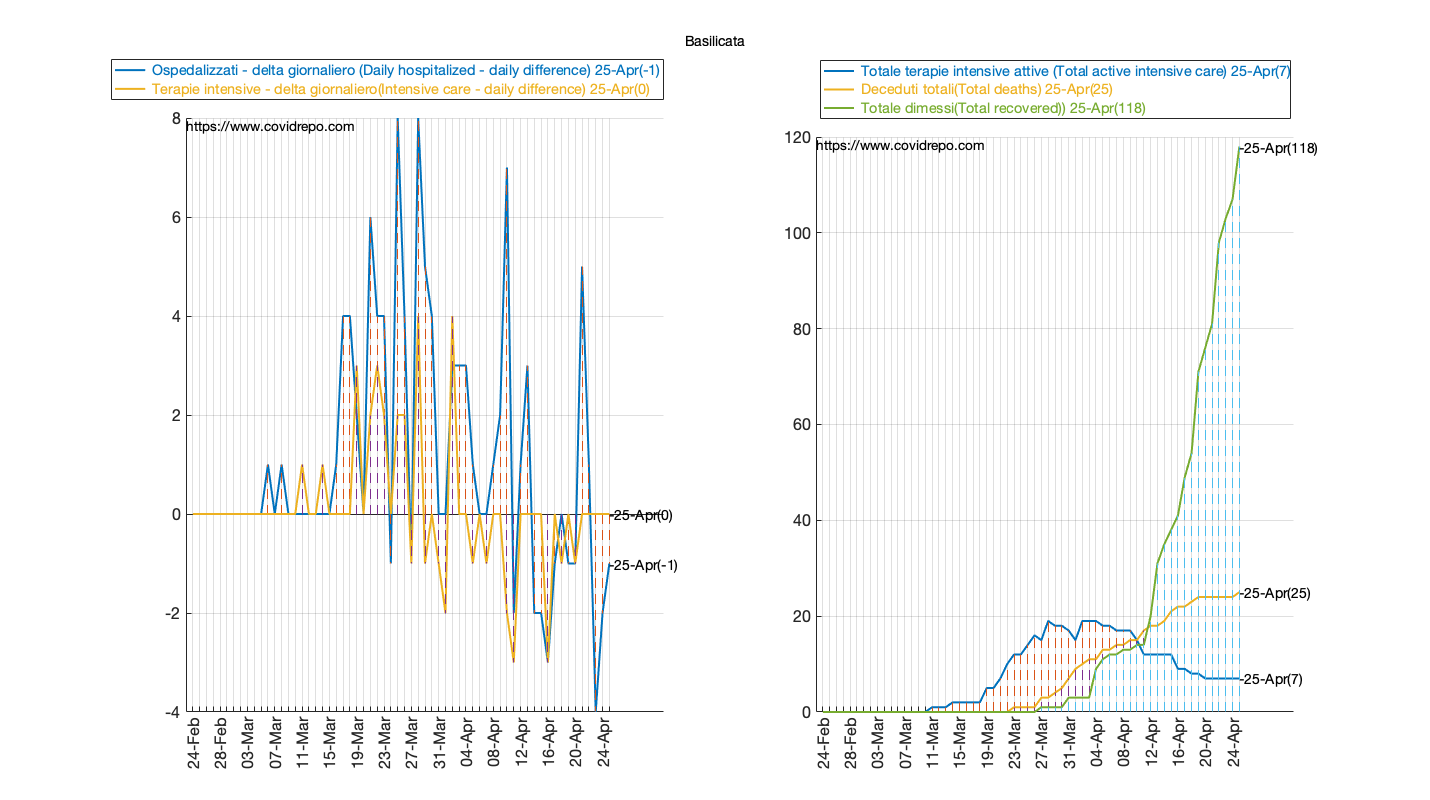 Basilicata
Ospedalizzati - delta giornaliero (Daily hospitalized - daily difference) 25-Apr(-1)
Terapie intensive - delta giornaliero(Intensive care - daily difference) 25-Apr(0)
https://www.covidrepo.com
8
6
4
2
0
-2
-4
-25-Apr(0)
-25-Apr(-1)
24-Feb
28-Feb
03-Mar
07-Mar
11-Mar
15-Mar
19-Mar
23-Mar
27-Mar
31-Mar
04-Apr
08-Apr
12-Apr
16-Apr
20-Apr
24-Apr
Totale terapie intensive attive (Total active intensive care) 25-Apr(7)
Deceduti totali(Total deaths) 25-Apr(25)
Totale dimessi(Total recovered)) 25-Apr(118)
https://www.covidrepo.com
120
100
80
60
40
20
0
-25-Apr(118)
-25-Apr(25)
-25-Apr(7)
24-Feb
28-Feb
03-Mar
07-Mar
11-Mar
15-Mar
19-Mar
23-Mar
27-Mar
31-Mar
04-Apr
08-Apr
12-Apr
16-Apr
20-Apr
24-Apr